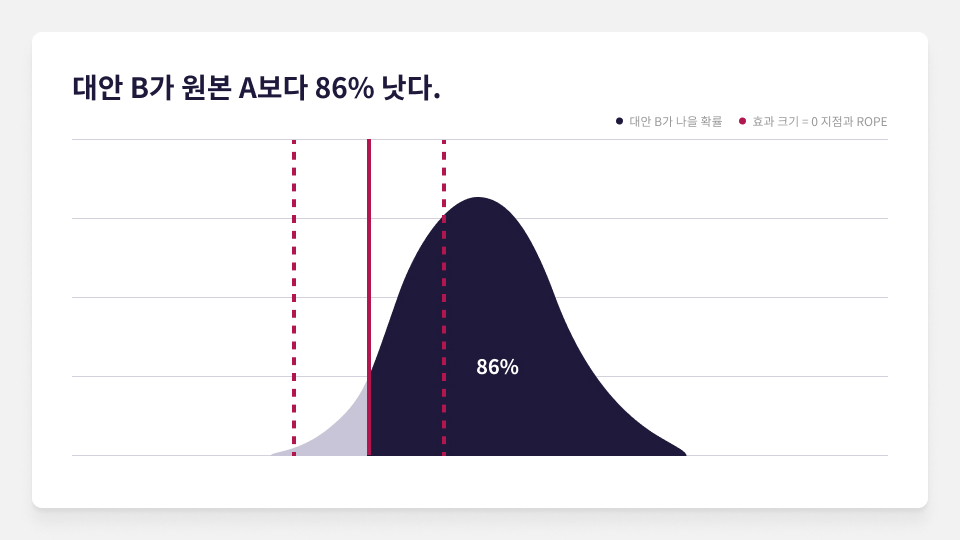 대안 B가 원본 A보다 86% 낫다.
대안 B가 나을 확률
효과 크기 = 0 지점과 ROPE
86%